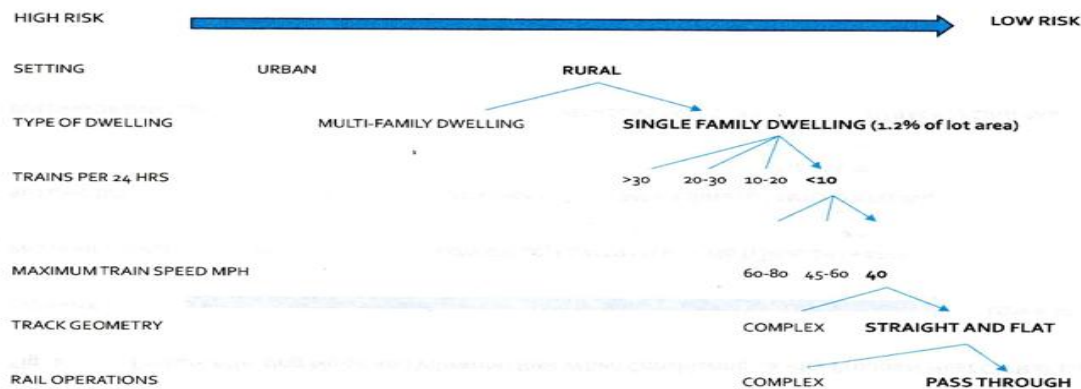 HIGH RISK LOW RISK
SETTING URBAN RURAL
TYPE OF DWELLING MULTI-FAMILY DWELLING SINGLE FAMILY DWELLING (1.2% of lot area)
TRAINS PER 24 HRS >30 20-30 10-20 <10
MAXIMUM TRAIN SPEED MPH 60-80 45-60 40
TRACK GEOMETRY COMPLEX STRAIGHT AND FLAT
RAIL OPERATIONS COMPLEX PASS THROUGH